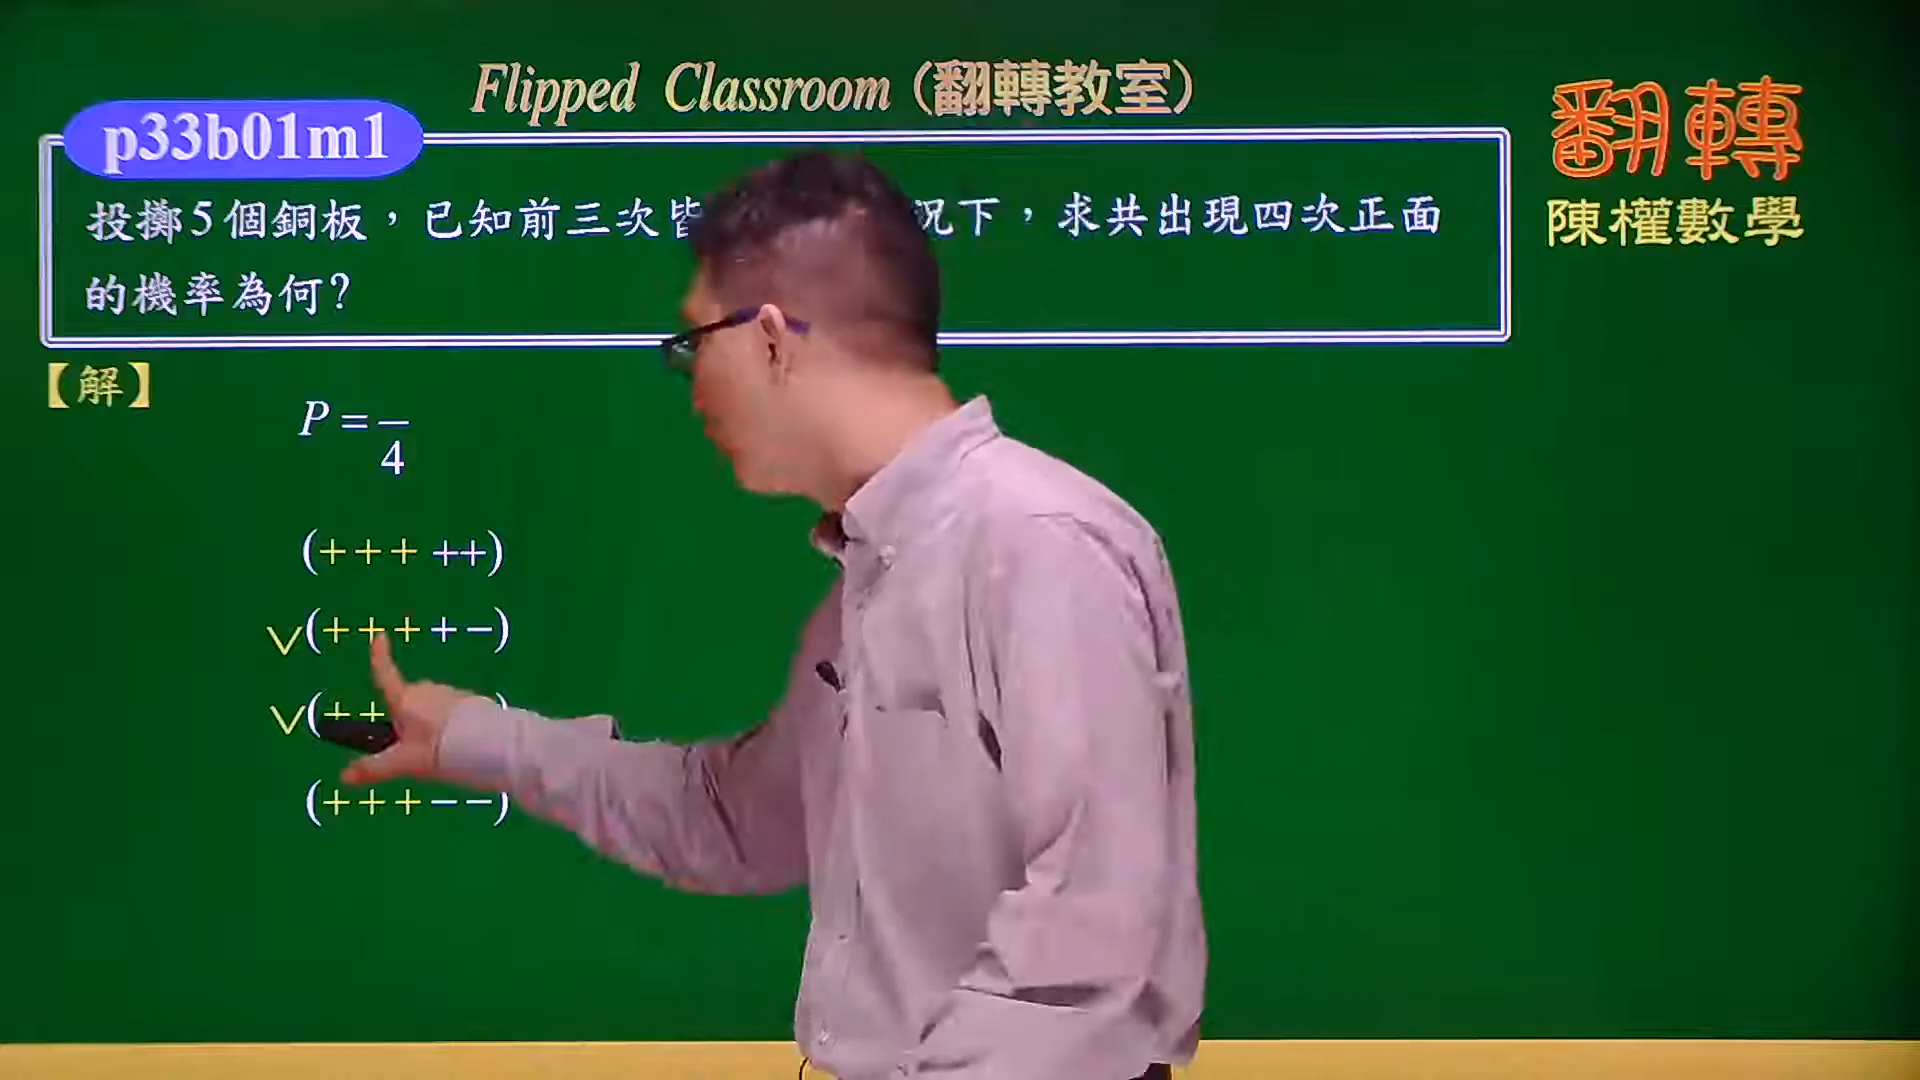 Flipped Classroom (翻轉教室)
翻轉
陳權數學
p33b01m1
投擲5個銅板，已知前三次皆 況下，求共出現四次正面
的機率為何?
【解】
P = —
4
(+++ ++)
∨(++++−)
∨(++ )
(+++−−)